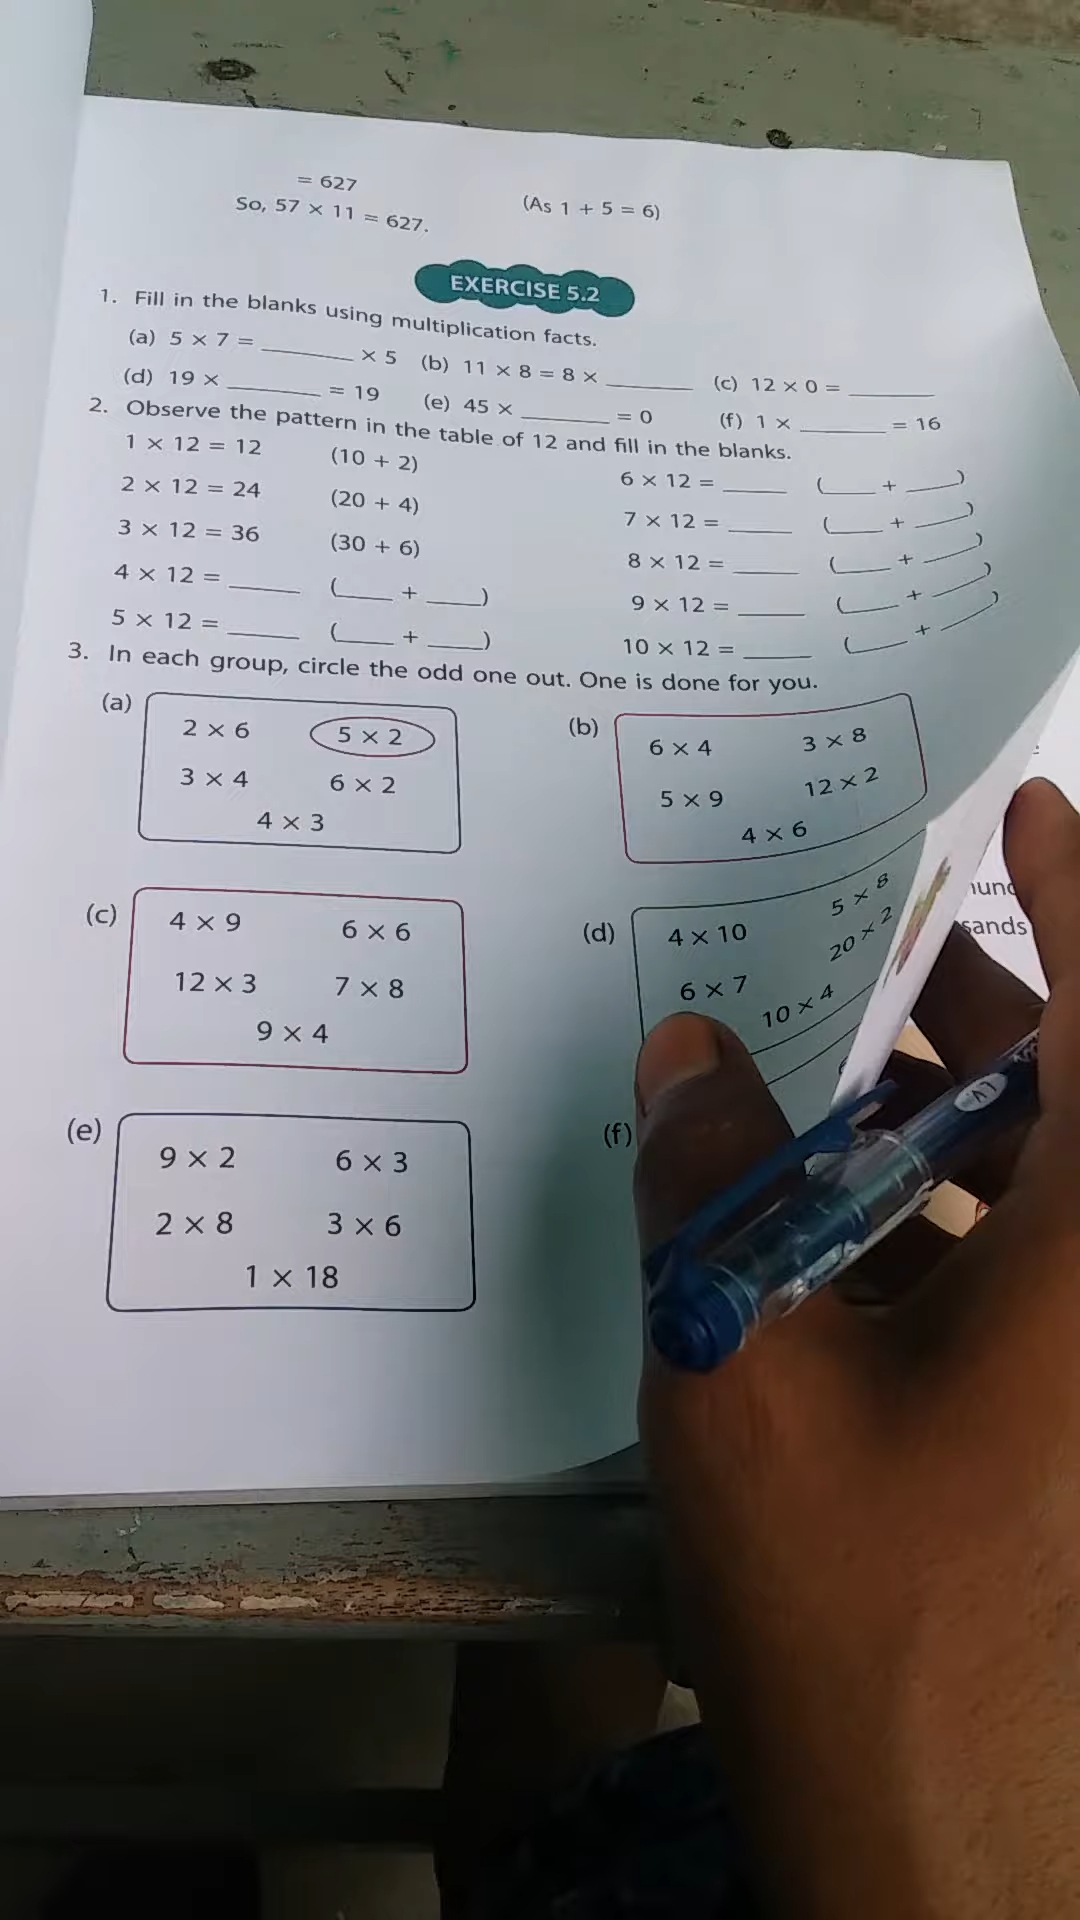 = 627
So, 57 × 11 = 627. (As 1 + 5 = 6)
EXERCISE 5.2
1. Fill in the blanks using multiplication facts.
(a) 5 × 7 = ______ × 5 (b) 11 × 8 = 8 × ______ (c) 12 × 0 = ______
(d) 19 × ______ = 19 (e) 45 × ______ = 0 (f) 1 × ______ = 16
2. Observe the pattern in the table of 12 and fill in the blanks.
1 × 12 = 12 (10 + 2) 6 × 12 = ____ (____ + ____)
2 × 12 = 24 (20 + 4) 7 × 12 = ____ (____ + ____)
3 × 12 = 36 (30 + 6) 8 × 12 = ____ (____ + ____)
4 × 12 = ____ (____ + ____) 9 × 12 = ____ (____ + ____)
5 × 12 = ____ (____ + ____) 10 × 12 = ____ (____ + ____)
3. In each group, circle the odd one out. One is done for you.
(a)
2 × 6 5 × 2
3 × 4 6 × 2
4 × 3
(b)
6 × 4 3 × 8
5 × 9 12 × 2
4 × 6
(c)
4 × 9 6 × 6
12 × 3 7 × 8
9 × 4
(d)
4 × 10 5 × 8
6 × 7 20 × 2
10 × 4
(e)
9 × 2 6 × 3
2 × 8 3 × 6
1 × 18
(f)